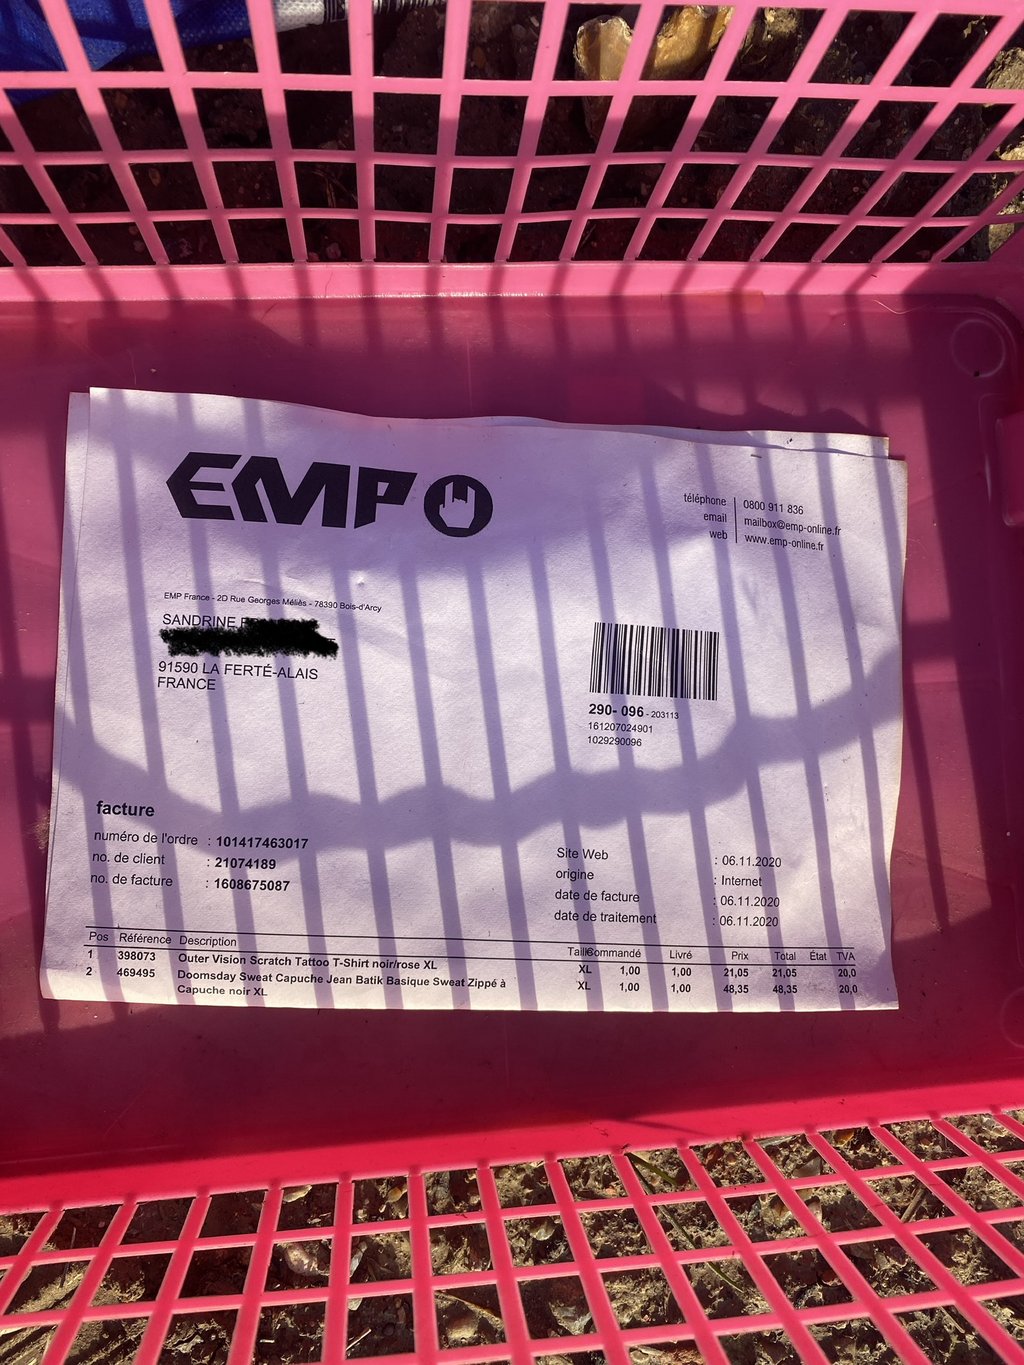 EMP
téléphone 0800 911 836
email mailbox@emp-online.fr
web www.emp-online.fr
EMP France - 2D Rue Georges Méliès - 78390 Bois-d'Arcy
SANDRINE
91590 LA FERTÉ-ALAIS
FRANCE
290- 096 - 203113
161207024901
1029290096
facture
numéro de l'ordre : 101417463017
no. de client : 21074189
no. de facture : 1608675087
Site Web : 06.11.2020
origine : Internet
date de facture : 06.11.2020
date de traitement : 06.11.2020
Pos Référence Description Taille Commandé Livré Prix Total État TVA
1 398073 Outer Vision Scratch Tattoo T-Shirt noir/rose XL XL 1,00 1,00 21,05 21,05 20,0
2 469495 Doomsday Sweat Capuche Jean Batik Basique Sweat Zippé à XL 1,00 1,00 48,35 48,35 20,0
Capuche noir XL